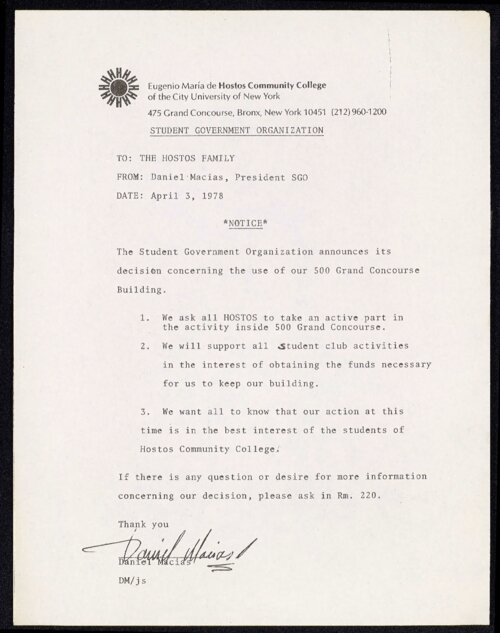 Eugenio María de Hostos Community College
of the City University of New York
475 Grand Concourse, Bronx, New York 10451 (212) 960-1200
STUDENT GOVERNMENT ORGANIZATION
TO: THE HOSTOS FAMILY
FROM: Daniel Macias, President SGO
DATE: April 3, 1978
*NOTICE*
The Student Government Organization announces its
decision concerning the use of our 500 Grand Concourse
Building.
1. We ask all HOSTOS to take an active part in
the activity inside 500 Grand Concourse.
2. We will support all student club activities
in the interest of obtaining the funds necessary
for us to keep our building.
3. We want all to know that our action at this
time is in the best interest of the students of
Hostos Community College.
If there is any question or desire for more information
concerning our decision, please ask in Rm. 220.
Thank you
Daniel Macias
Daniel Macias
DM/js